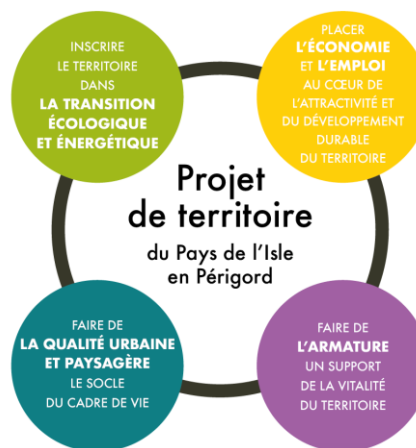 INSCRIRE
LE TERRITOIRE
DANS
LA TRANSITION
ÉCOLOGIQUE
ET ÉNERGÉTIQUE
PLACER
L'ÉCONOMIE
ET L'EMPLOI
AU CŒUR DE
L'ATTRACTIVITÉ ET
DU DÉVELOPPEMENT
DURABLE
DU TERRITOIRE
Projet
de territoire
du Pays de l'Isle
en Périgord
FAIRE DE
LA QUALITÉ URBAINE
ET PAYSAGÈRE
LE SOCLE
DU CADRE DE VIE
FAIRE DE
L'ARMATURE
UN SUPPORT
DE LA VITALITÉ
DU TERRITOIRE